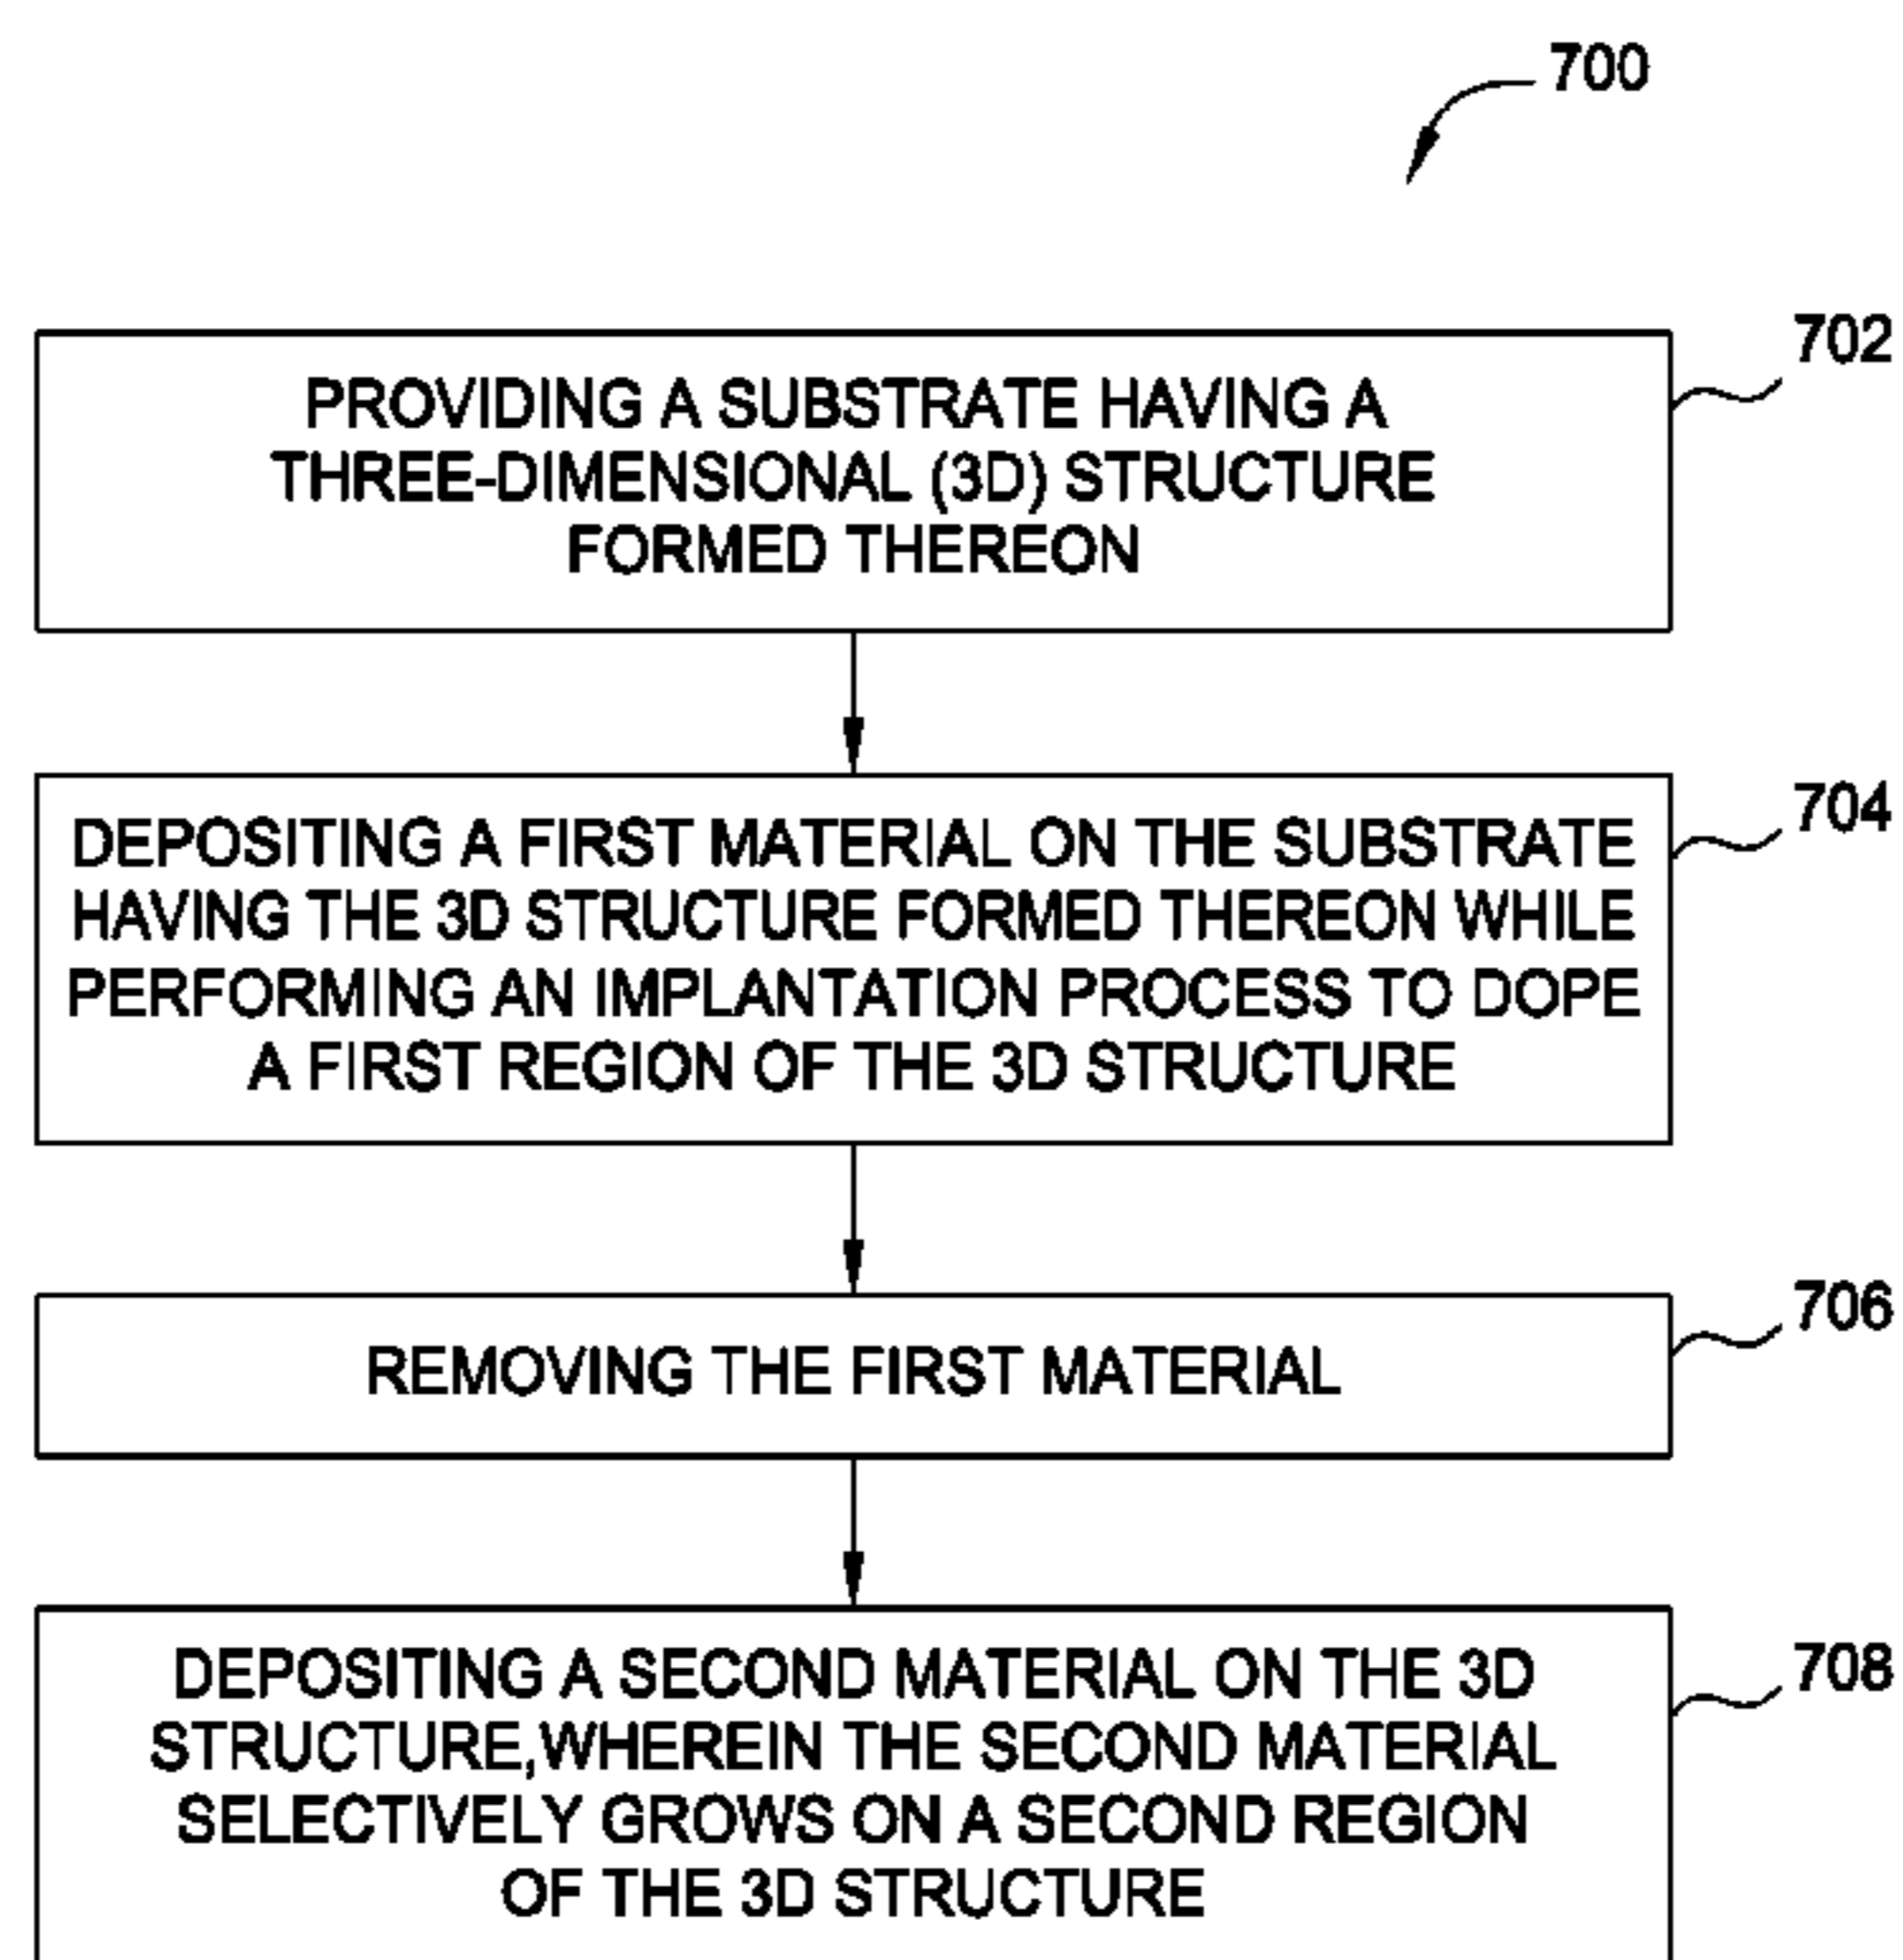 700
702
PROVIDING A SUBSTRATE HAVING A
THREE-DIMENSIONAL (3D) STRUCTURE
FORMED THEREON
704
DEPOSITING A FIRST MATERIAL ON THE SUBSTRATE
HAVING THE 3D STRUCTURE FORMED THEREON WHILE
PERFORMING AN IMPLANTATION PROCESS TO DOPE
A FIRST REGION OF THE 3D STRUCTURE
706
REMOVING THE FIRST MATERIAL
708
DEPOSITING A SECOND MATERIAL ON THE 3D
STRUCTURE,WHEREIN THE SECOND MATERIAL
SELECTIVELY GROWS ON A SECOND REGION
OF THE 3D STRUCTURE